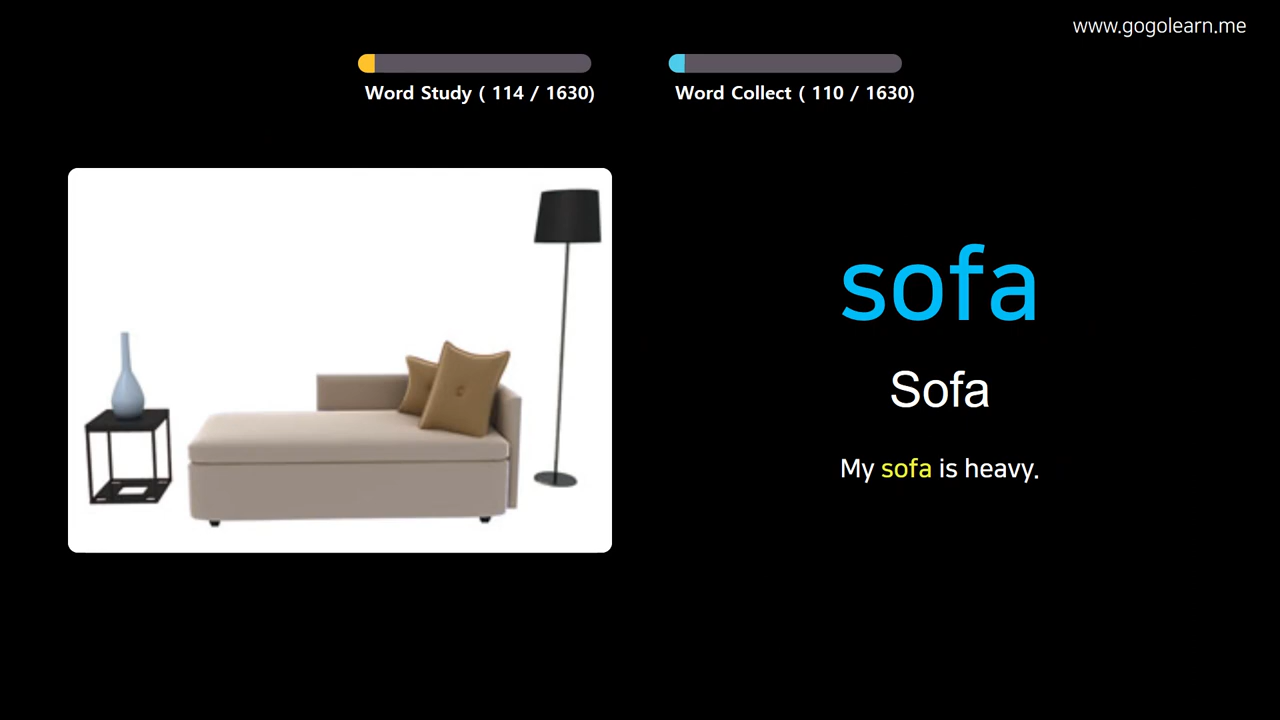 www.gogolearn.me
Word Study ( 114 / 1630)
Word Collect ( 110 / 1630)
sofa
Sofa
My sofa is heavy.